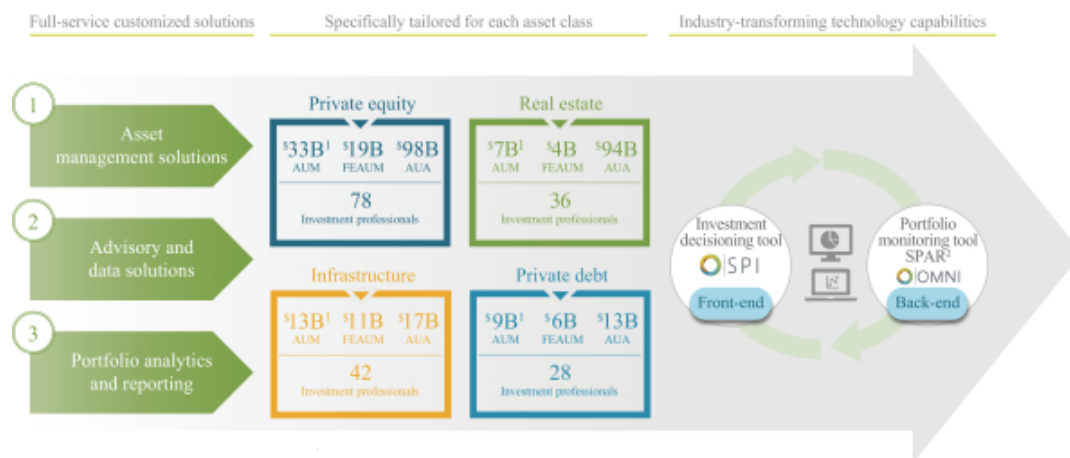 Full-service customized solutions
Specifically tailored for each asset class
Industry-transforming technology capabilities
1
Asset
management solutions
2
Advisory and
data solutions
3
Portfolio analytics
and reporting
Private equity
$33B1 $19B $98B
AUM FEAUM AUA
78
Investment professionals
Real estate
$7B1 $4B $94B
AUM FEAUM AUA
36
Investment professionals
Infrastructure
$13B1 $11B $17B
AUM FEAUM AUA
42
Investment professionals
Private debt
$9B1 $6B $13B
AUM FEAUM AUA
28
Investment professionals
Investment
decisioning tool
SPI
Front-end
Portfolio
monitoring tool
SPAR2
OMNI
Back-end